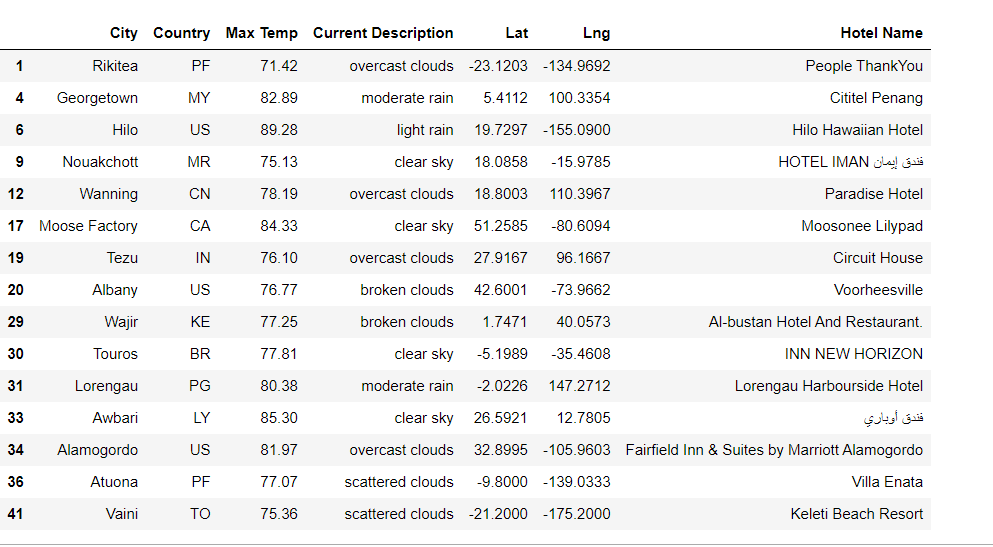 City Country Max Temp Current Description Lat Lng Hotel Name
1 Rikitea PF 71.42 overcast clouds -23.1203 -134.9692 People ThankYou
4 Georgetown MY 82.89 moderate rain 5.4112 100.3354 Cititel Penang
6 Hilo US 89.28 light rain 19.7297 -155.0900 Hilo Hawaiian Hotel
9 Nouakchott MR 75.13 clear sky 18.0858 -15.9785 HOTEL IMAN فندق إيمان
12 Wanning CN 78.19 overcast clouds 18.8003 110.3967 Paradise Hotel
17 Moose Factory CA 84.33 clear sky 51.2585 -80.6094 Moosonee Lilypad
19 Tezu IN 76.10 overcast clouds 27.9167 96.1667 Circuit House
20 Albany US 76.77 broken clouds 42.6001 -73.9662 Voorheesville
29 Wajir KE 77.25 broken clouds 1.7471 40.0573 Al-bustan Hotel And Restaurant.
30 Touros BR 77.81 clear sky -5.1989 -35.4608 INN NEW HORIZON
31 Lorengau PG 80.38 moderate rain -2.0226 147.2712 Lorengau Harbourside Hotel
33 Awbari LY 85.30 clear sky 26.5921 12.7805 فندق أوباري
34 Alamogordo US 81.97 overcast clouds 32.8995 -105.9603 Fairfield Inn & Suites by Marriott Alamogordo
36 Atuona PF 77.07 scattered clouds -9.8000 -139.0333 Villa Enata
41 Vaini TO 75.36 scattered clouds -21.2000 -175.2000 Keleti Beach Resort